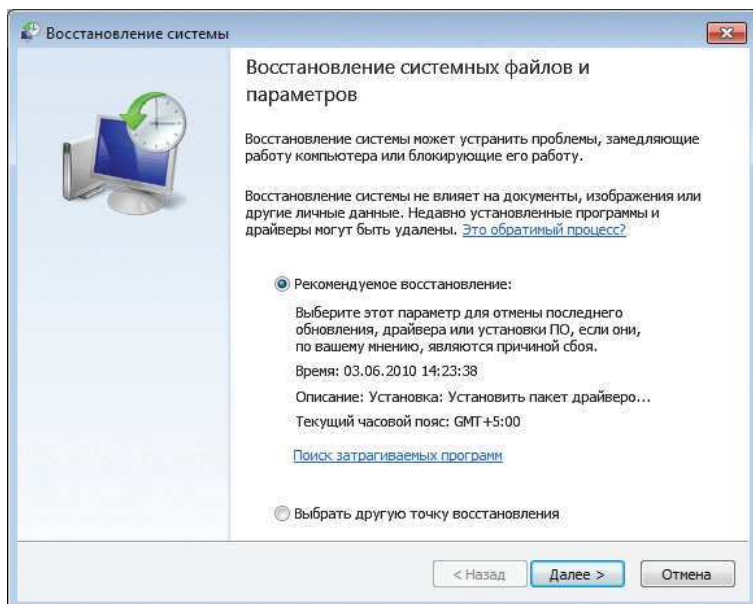 Восстановление системы
Восстановление системных файлов и
параметров
Восстановление системы может устранить проблемы, замедляющие
работу компьютера или блокирующие его работу.
Восстановление системы не влияет на документы, изображения или
другие личные данные. Недавно установленные программы и
драйверы могут быть удалены. Это обратимый процесс?
Рекомендуемое восстановление:
Выберите этот параметр для отмены последнего
обновления, драйвера или установки ПО, если они,
по вашему мнению, являются причиной сбоя.
Время: 03.06.2010 14:23:38
Описание: Установка: Установить пакет драйверо...
Текущий часовой пояс: GMT+5:00
Поиск затрагиваемых программ
Выбрать другую точку восстановления
< Назад Далее > Отмена